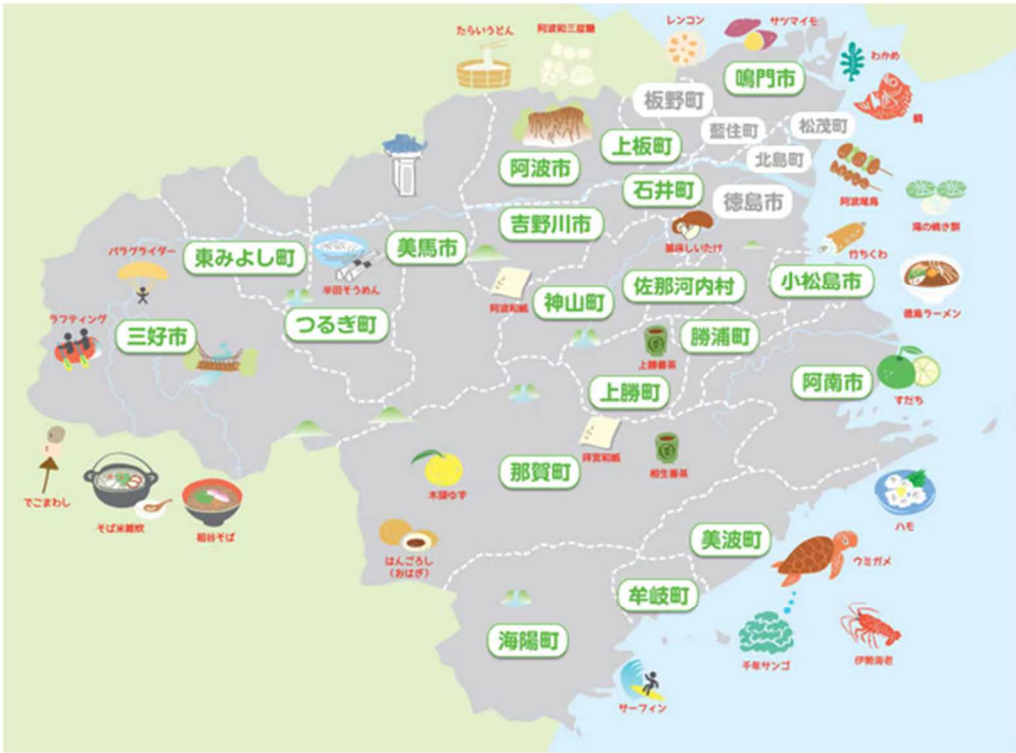 たらいうどん
阿波和三盆糖
レンコン
サツマイモ
わかめ
鯛
鳴門市
板野町
藍住町
松茂町
北島町
上板町
阿波市
石井町
徳島市
阿波尾鳥
滝の焼き餅
吉野川市
菌床しいたけ
竹ちくわ
パラグライダー
東みよし町
半田そうめん
美馬市
阿波和紙
神山町
佐那河内村
小松島市
徳島ラーメン
ラフティング
三好市
つるぎ町
上勝番茶
勝浦町
上勝町
阿南市
すだち
でこまわし
そば米雑炊
祖谷そば
木頭ゆず
那賀町
拝宮和紙
相生番茶
ハモ
はんごろし
(おはぎ)
美波町
ウミガメ
牟岐町
海陽町
千年サンゴ
伊勢海老
サーフィン